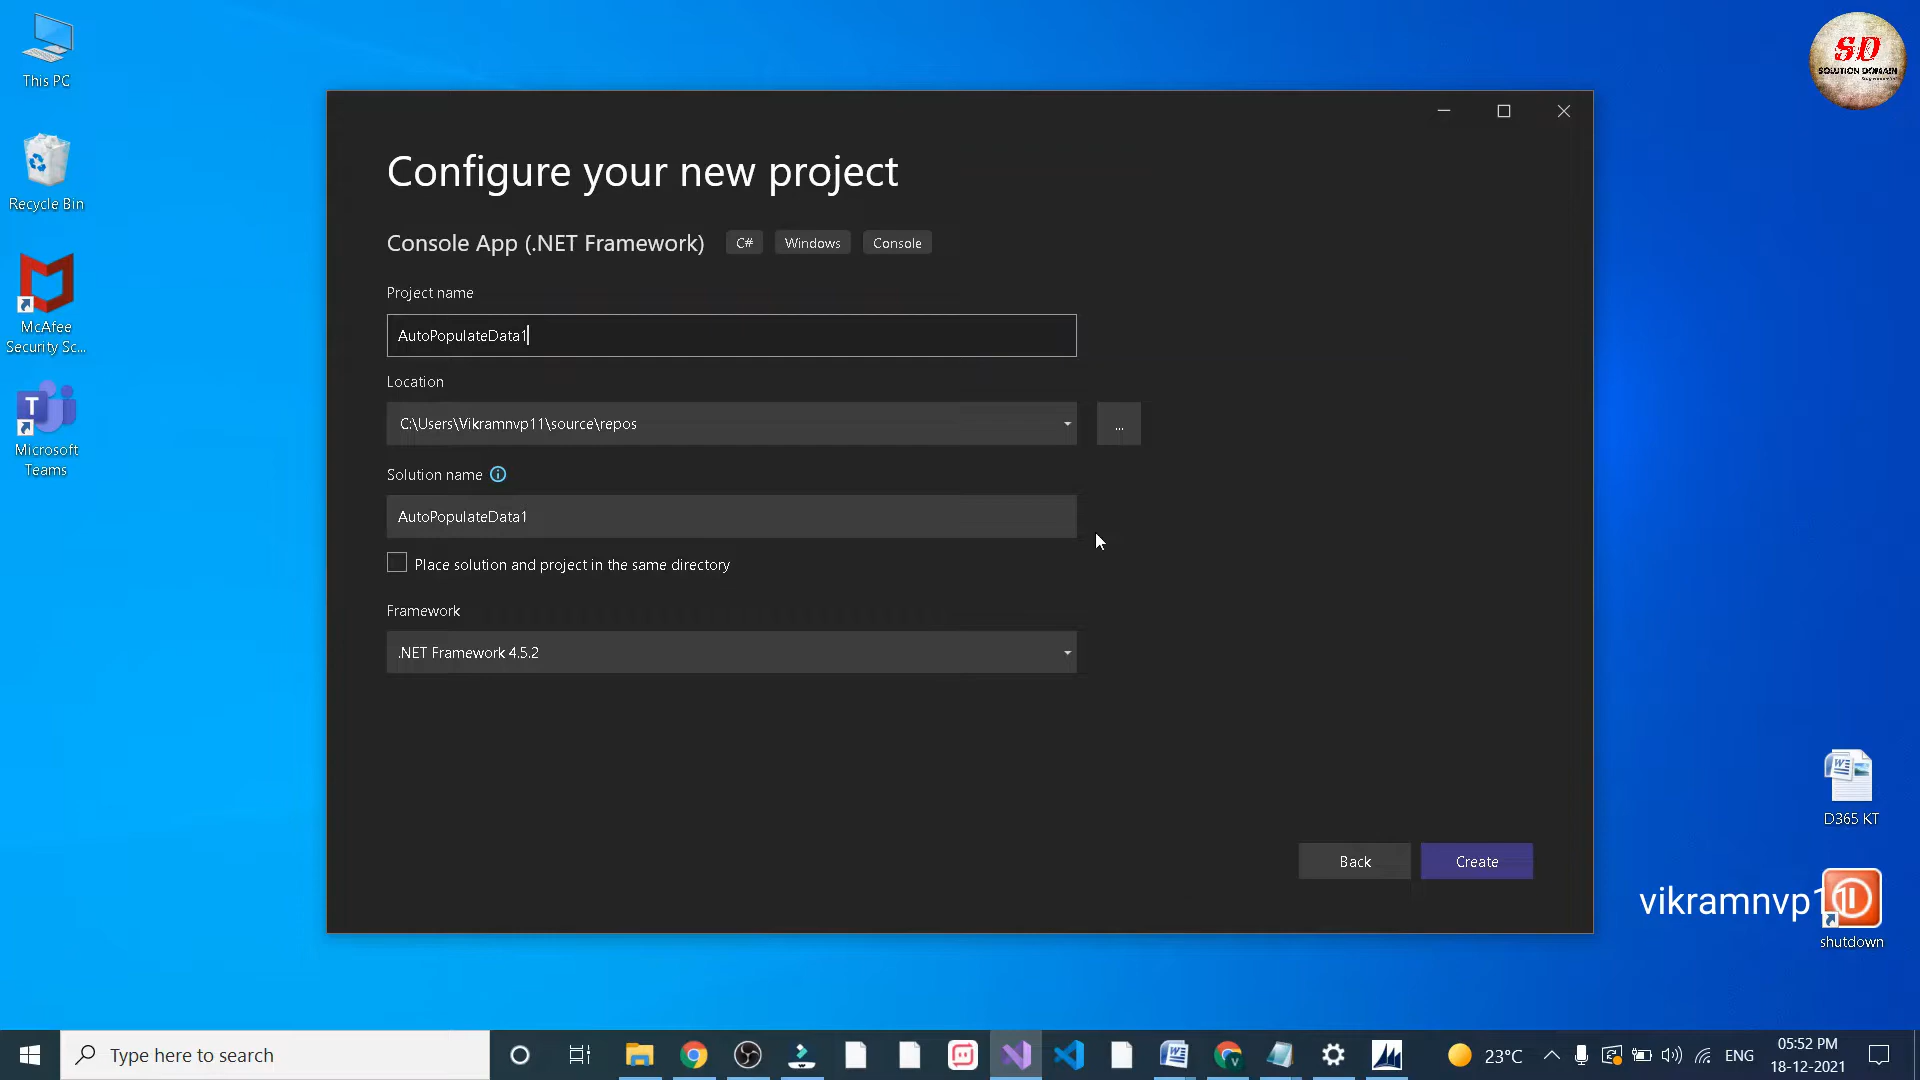 This PC
Recycle Bin
McAfee
Security Sc...
Microsoft
Teams
SD
SOLUTION DOMAIN
Configure your new project
Console App (.NET Framework)
C#
Windows
Console
Project name
AutoPopulateData1
Location
C:\Users\Vikramnvp11\source\repos
...
Solution name
AutoPopulateData1
Place solution and project in the same directory
Framework
.NET Framework 4.5.2
Back
Create
D365 KT
vikramnvp1
shutdown
Type here to search
23°C
ENG
05:52 PM
18-12-2021